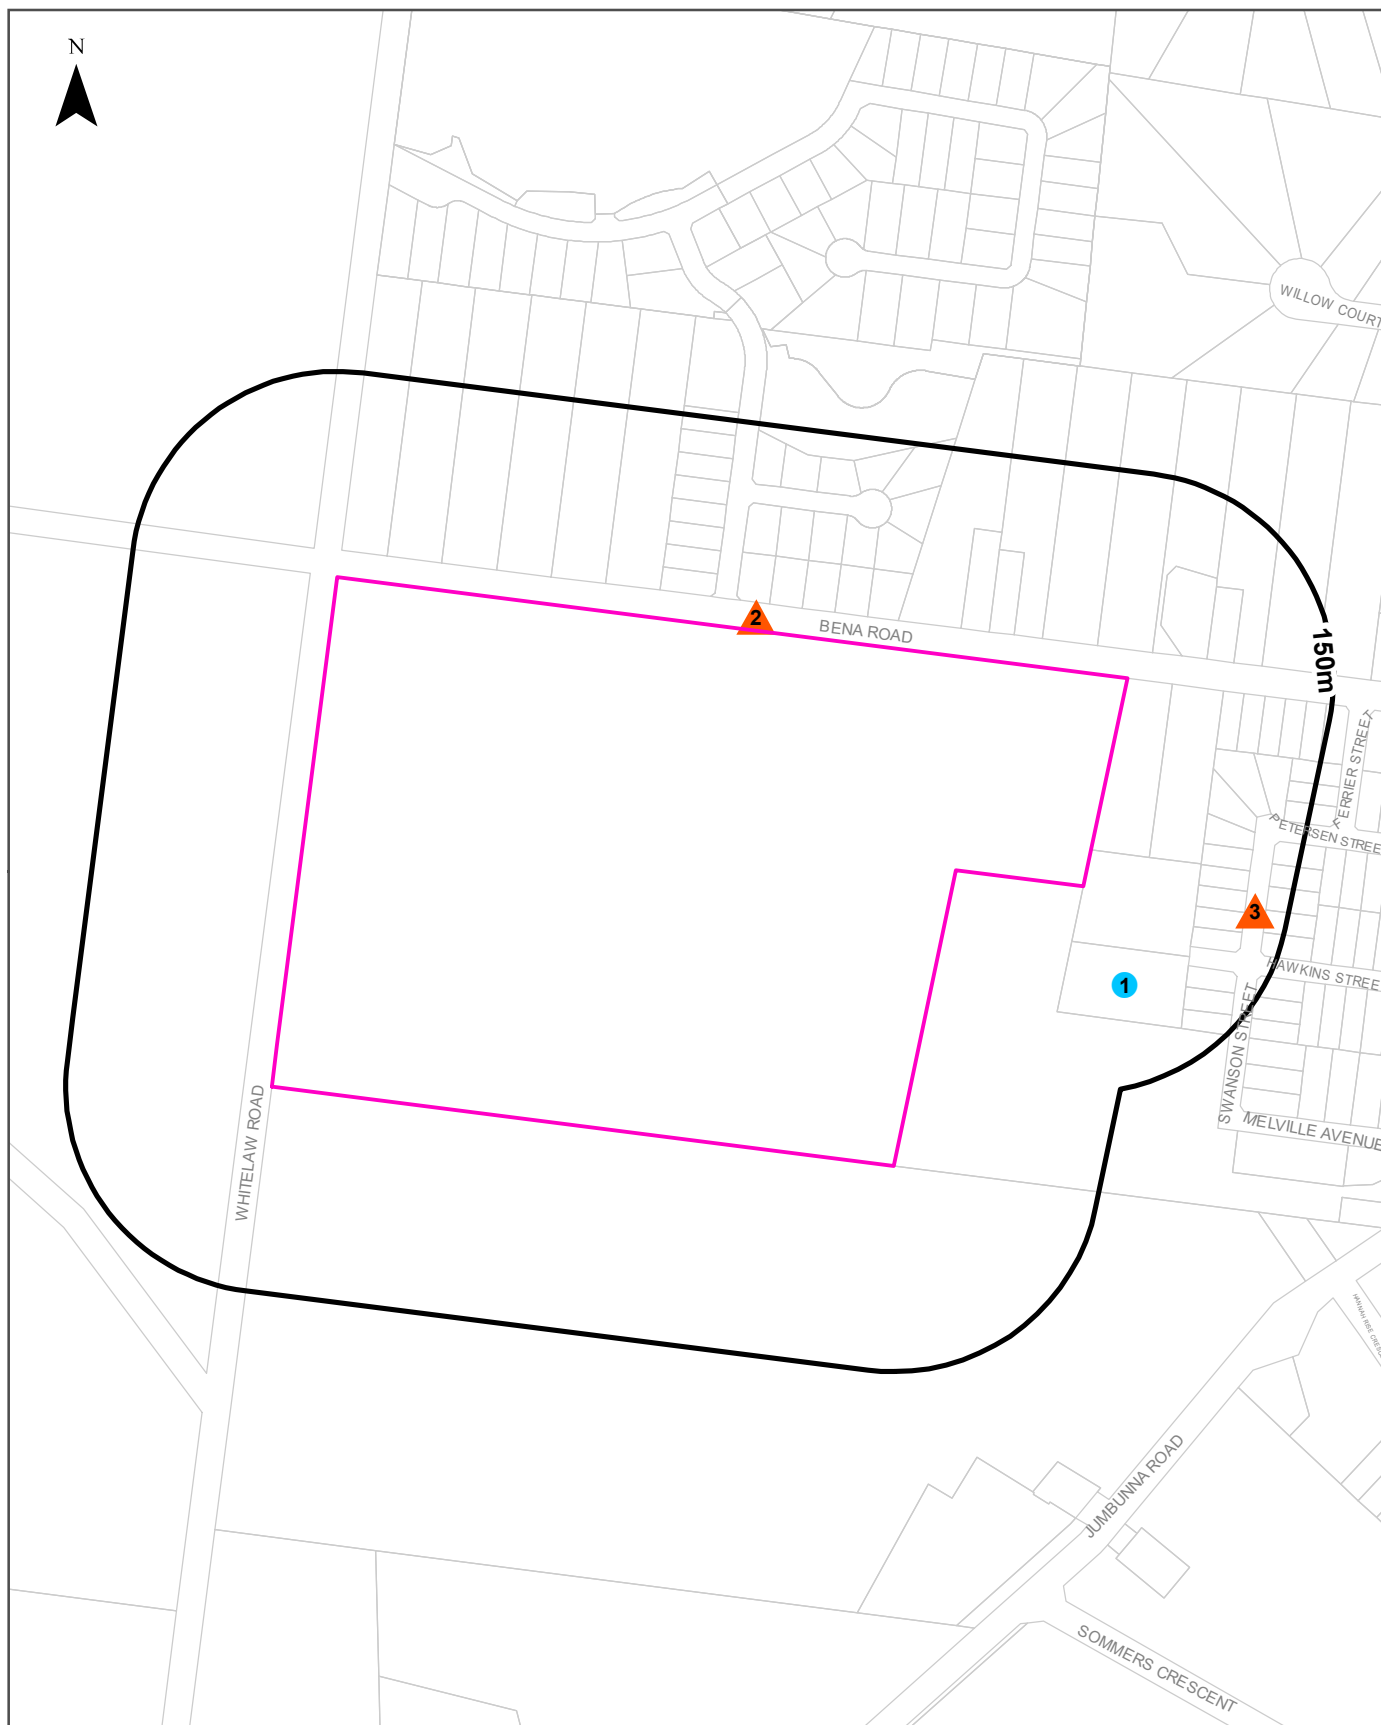 N
WILLOW COURT
2
BENA ROAD
150m
FERRIER STREET
PETERSEN STREE
3
HAWKINS STREE
1
SWANSON STREET
WHITELAW ROAD
MELVILLE AVENUE
JUMBUNNA ROAD
SOMMERS CRESCENT